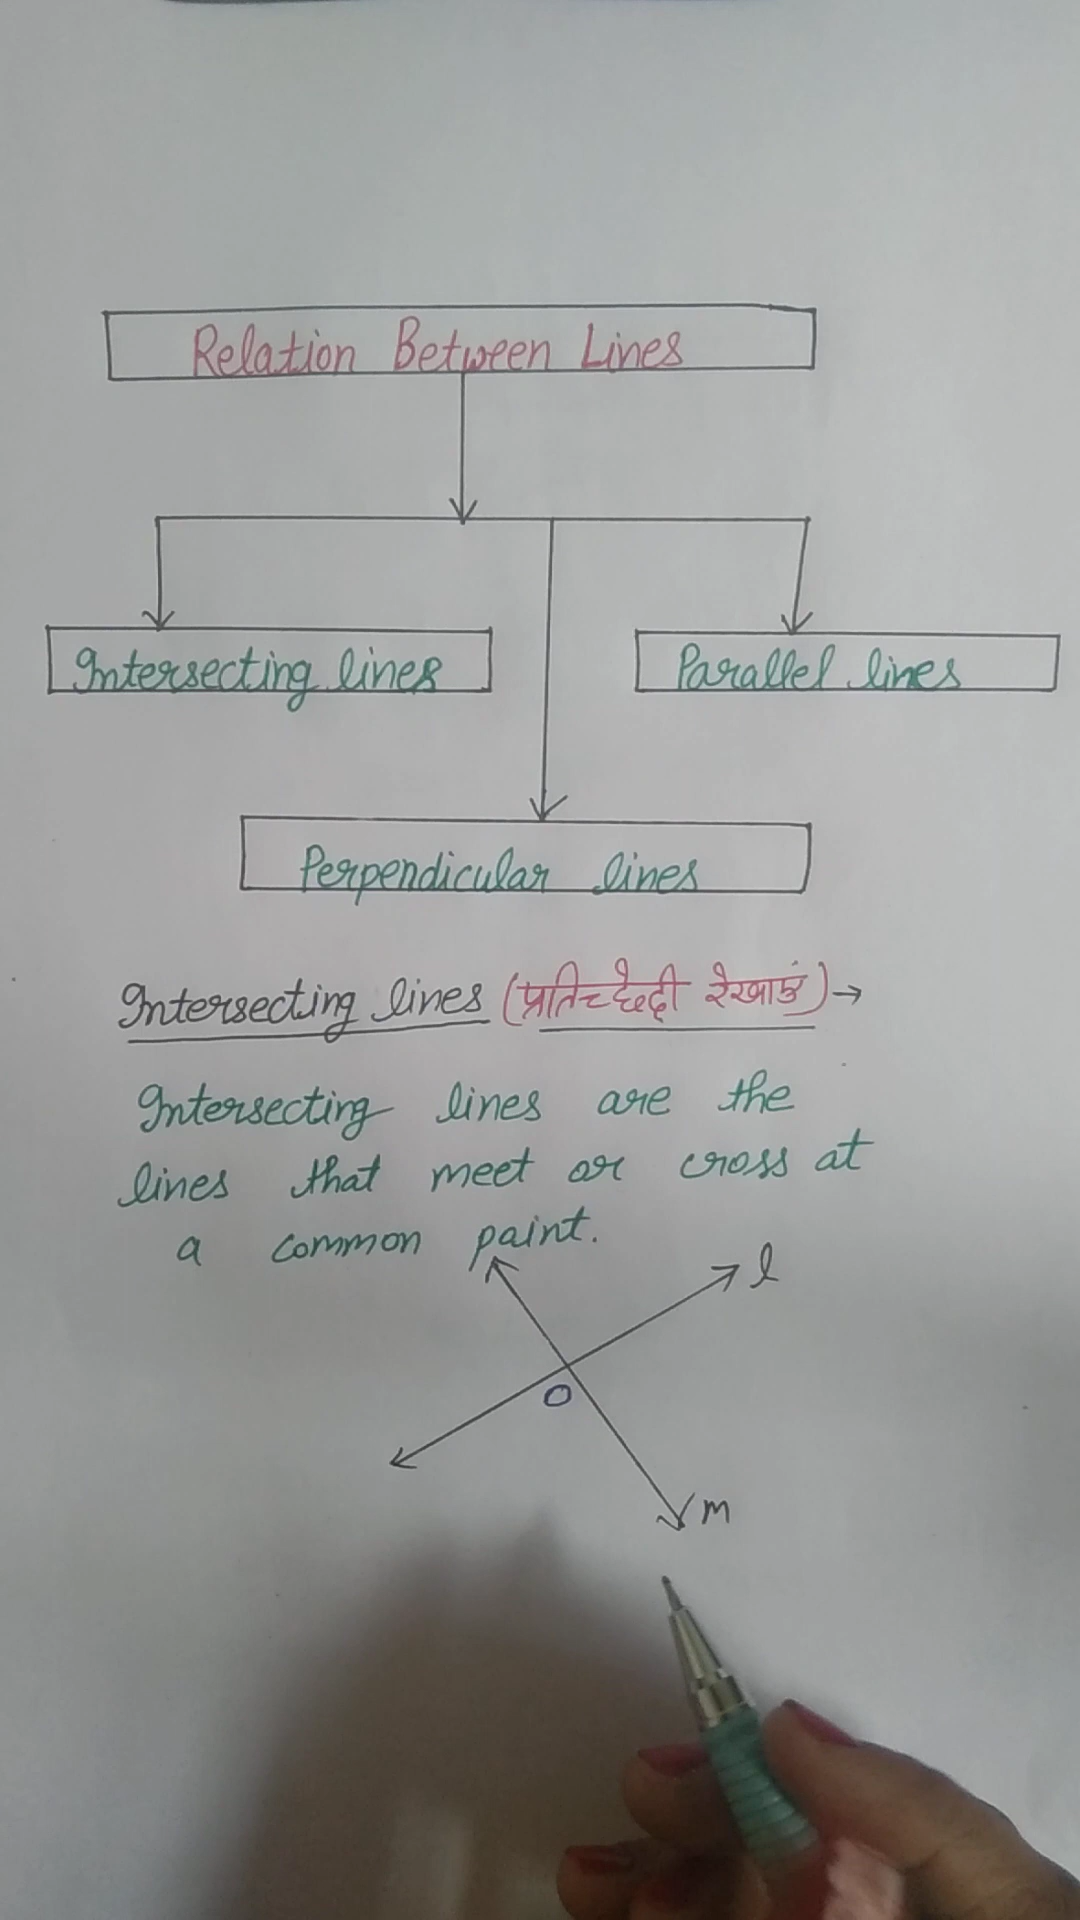 Relation Between Lines
Intersecting lines
Parallel lines
Perpendicular lines
Intersecting lines (प्रतिच्छेदी रेखाएं) →
Intersecting lines are the
lines that meet or cross at
a common paint.
l
O
m